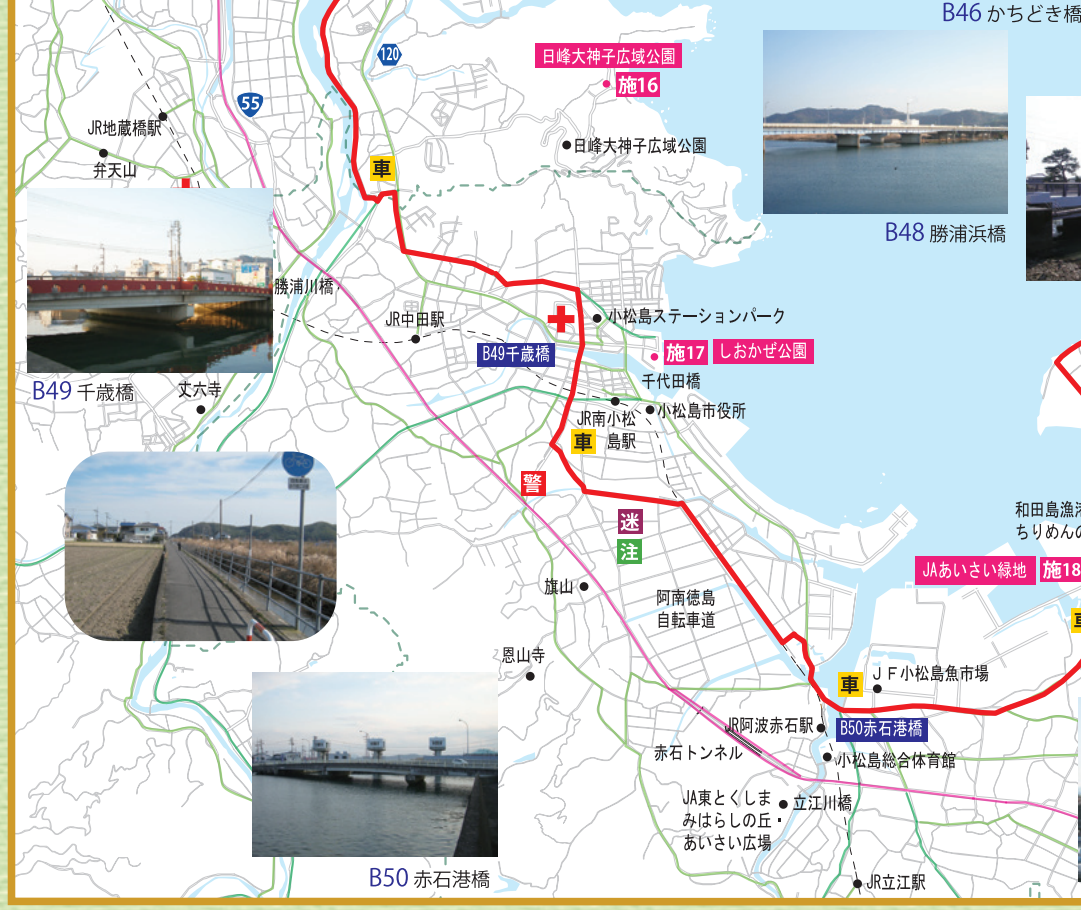 B46 かちどき橋
120
日峰大神子広域公園
施16
55
JR地蔵橋駅
日峰大神子広域公園
弁天山
車
B48 勝浦浜橋
勝浦川橋
JR中田駅
小松島ステーションパーク
B49千歳橋
施17 しおかぜ公園
B49 千歳橋
丈六寺
千代田橋
JR南小松
島駅
小松島市役所
車
警
迷
注
和田島漁港
ちりめんの
JAあいさい緑地 施18
旗山
阿南徳島
自転車道
車
恩山寺
JF小松島魚市場
車
JR阿波赤石駅
B50赤石港橋
赤石トンネル
小松島総合体育館
JA東とくしま
みはらしの丘・
あいさい広場
立江川橋
B50 赤石港橋
JR立江駅